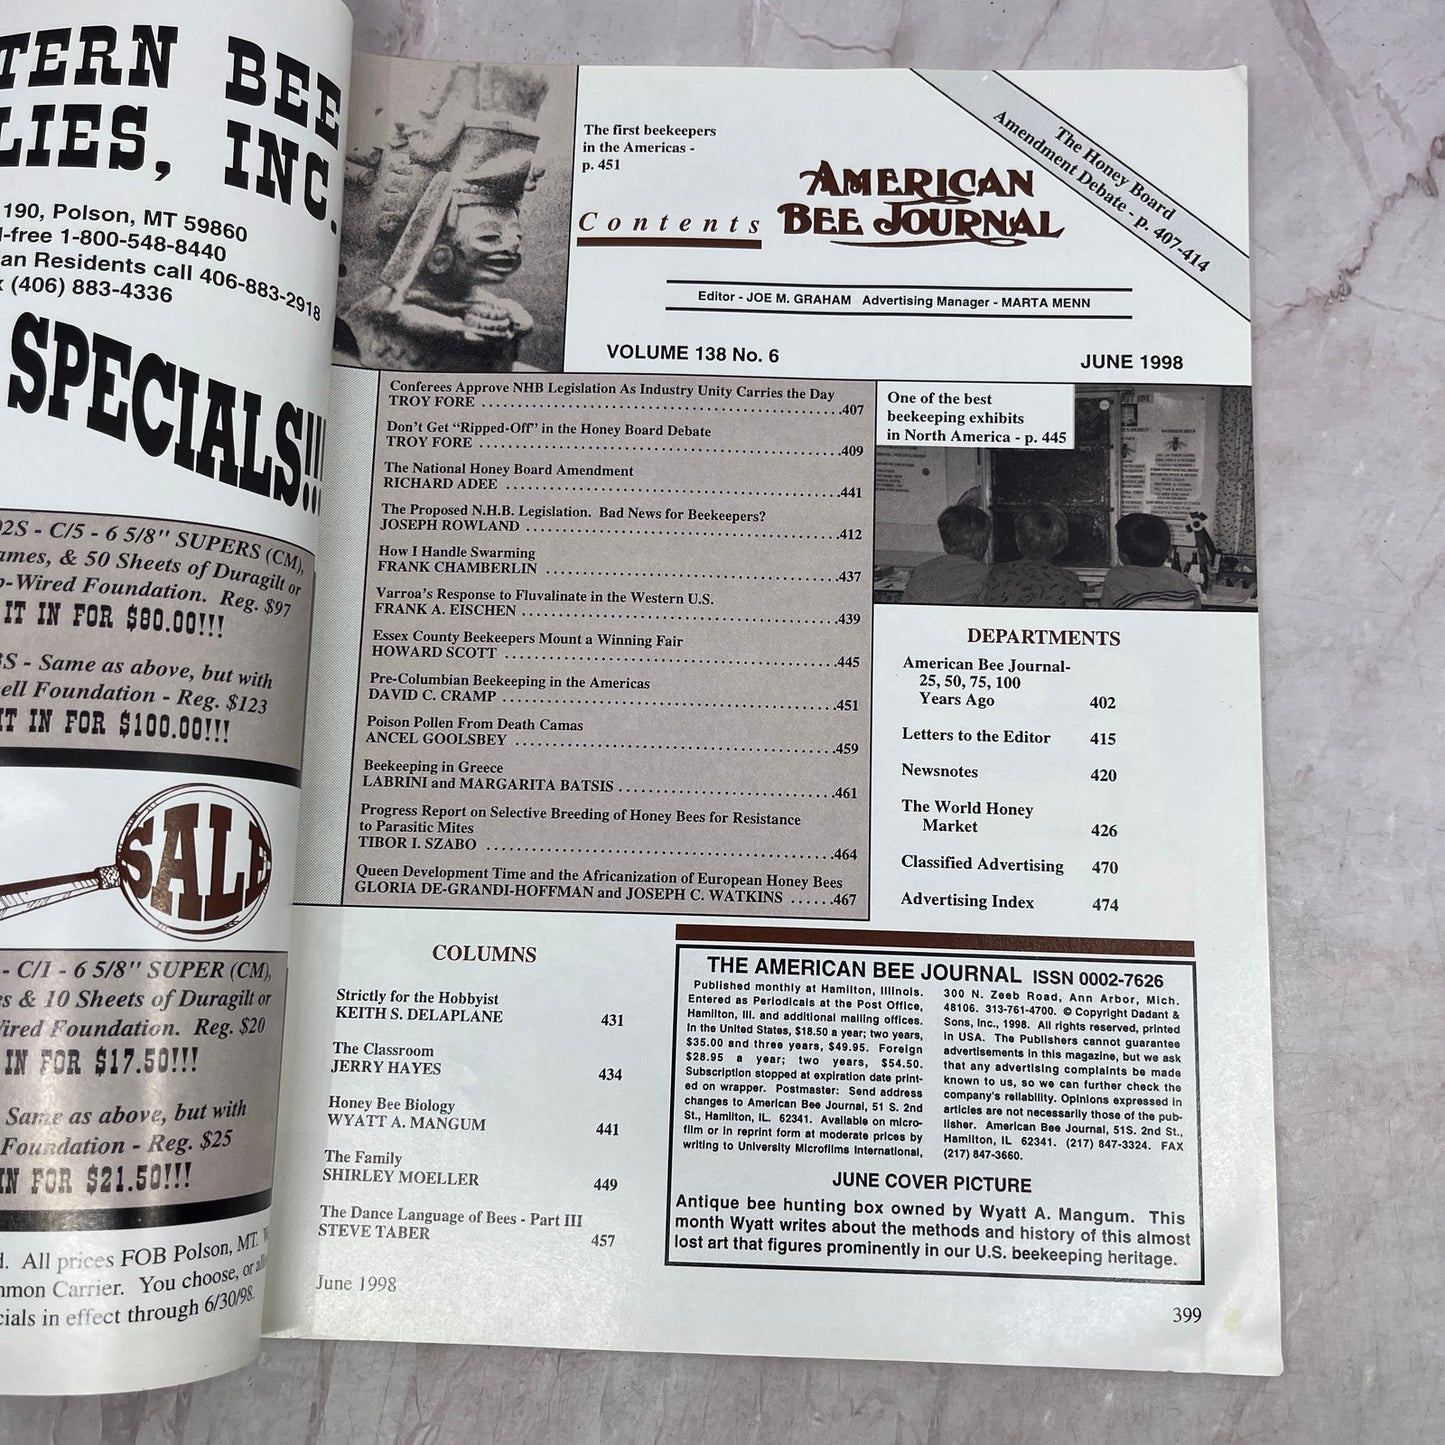 TERN BEE
LIES, INC.
190, Polson, MT 59860
l-free 1-800-548-8440
an Residents call 406-883-2918
(406) 883-4336
SPECIALS!!!
02S - C/5 - 6 5/8" SUPERS (CM),
ames, & 50 Sheets of Duragilt or
p-Wired Foundation. Reg. $97
IT IN FOR $80.00!!!
3S - Same as above, but with
ell Foundation - Reg. $123
IT IN FOR $100.00!!!
SALE
- C/1 - 6 5/8" SUPER (CM),
es & 10 Sheets of Duragilt or
Wired Foundation. Reg. $20
IN FOR $17.50!!!
Same as above, but with
Foundation - Reg. $25
IN FOR $21.50!!!
d. All prices FOB Polson, MT.
mmon Carrier. You choose, or
cials in effect through 6/30/98.
The first beekeepers
in the Americas -
p. 451
Contents
AMERICAN
BEE JOURNAL
The Honey Board
Amendment Debate - p. 407-414
Editor - JOE M. GRAHAM Advertising Manager - MARTA MENN
VOLUME 138 No. 6
JUNE 1998
Conferees Approve NHB Legislation As Industry Unity Carries the Day
TROY FORE ..........407
Don't Get "Ripped-Off" in the Honey Board Debate
TROY FORE ..........409
The National Honey Board Amendment
RICHARD ADEE ..........441
The Proposed N.H.B. Legislation. Bad News for Beekeepers?
JOSEPH ROWLAND ..........412
How I Handle Swarming
FRANK CHAMBERLIN ..........437
Varroa's Response to Fluvalinate in the Western U.S.
FRANK A. EISCHEN ..........439
Essex County Beekeepers Mount a Winning Fair
HOWARD SCOTT ..........445
Pre-Columbian Beekeeping in the Americas
DAVID C. CRAMP ..........451
Poison Pollen From Death Camas
ANCEL GOOLSBEY ..........459
Beekeeping in Greece
LABRINI and MARGARITA BATSIS ..........461
Progress Report on Selective Breeding of Honey Bees for Resistance
to Parasitic Mites
TIBOR I. SZABO ..........464
Queen Development Time and the Africanization of European Honey Bees
GLORIA DE-GRANDI-HOFFMAN and JOSEPH C. WATKINS ......467
One of the best
beekeeping exhibits
in North America - p. 445
DEPARTMENTS
American Bee Journal-
25, 50, 75, 100
Years Ago 402
Letters to the Editor 415
Newsnotes 420
The World Honey
Market 426
Classified Advertising 470
Advertising Index 474
COLUMNS
Strictly for the Hobbyist
KEITH S. DELAPLANE 431
The Classroom
JERRY HAYES 434
Honey Bee Biology
WYATT A. MANGUM 441
The Family
SHIRLEY MOELLER 449
The Dance Language of Bees - Part III
STEVE TABER 457
THE AMERICAN BEE JOURNAL ISSN 0002-7626
Published monthly at Hamilton, Illinois.
Entered as Periodicals at the Post Office,
Hamilton, Ill. and additional mailing offices.
In the United States, $18.50 a year; two years,
$35.00 and three years, $49.95. Foreign
$28.95 a year; two years, $54.50.
Subscription stopped at expiration date print-
ed on wrapper. Postmaster: Send address
changes to American Bee Journal, 51 S. 2nd
St., Hamilton, IL. 62341. Available on micro-
film or in reprint form at moderate prices by
writing to University Microfilms International,
300 N. Zeeb Road, Ann Arbor, Mich.
48106. 313-761-4700. © Copyright Dadant &
Sons, Inc., 1998. All rights reserved, printed
in USA. The Publishers cannot guarantee
advertisements in this magazine, but we ask
that any advertising complaints be made
known to us, so we can further check the
company's reliability. Opinions expressed in
articles are not necessarily those of the pub-
lisher. American Bee Journal, 51S. 2nd St.,
Hamilton, IL 62341. (217) 847-3324. FAX
(217) 847-3660.
JUNE COVER PICTURE
Antique bee hunting box owned by Wyatt A. Mangum. This
month Wyatt writes about the methods and history of this almost
lost art that figures prominently in our U.S. beekeeping heritage.
June 1998
399